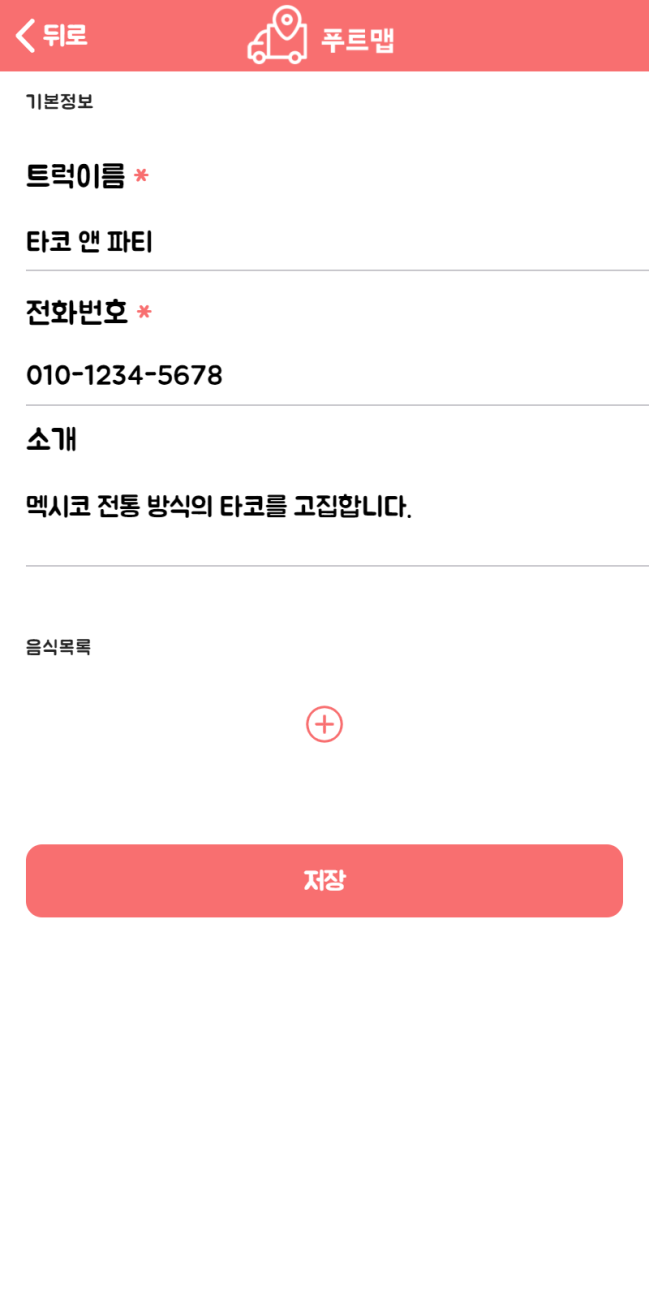 뒤로
푸트맵
기본정보
트럭이름 *
타코 앤 파티
전화번호 *
010-1234-5678
소개
멕시코 전통 방식의 타코를 고집합니다.
음식목록
저장